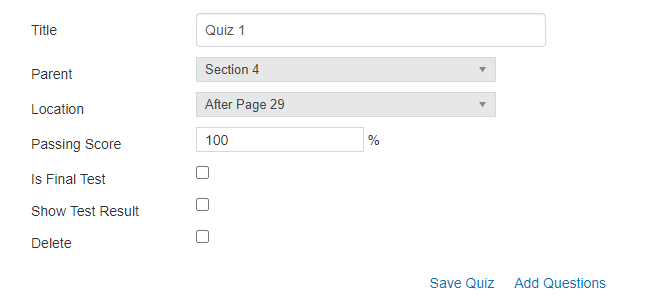 Title Quiz 1
Parent Section 4
Location After Page 29
Passing Score 100 %
Is Final Test
Show Test Result
Delete
Save Quiz Add Questions